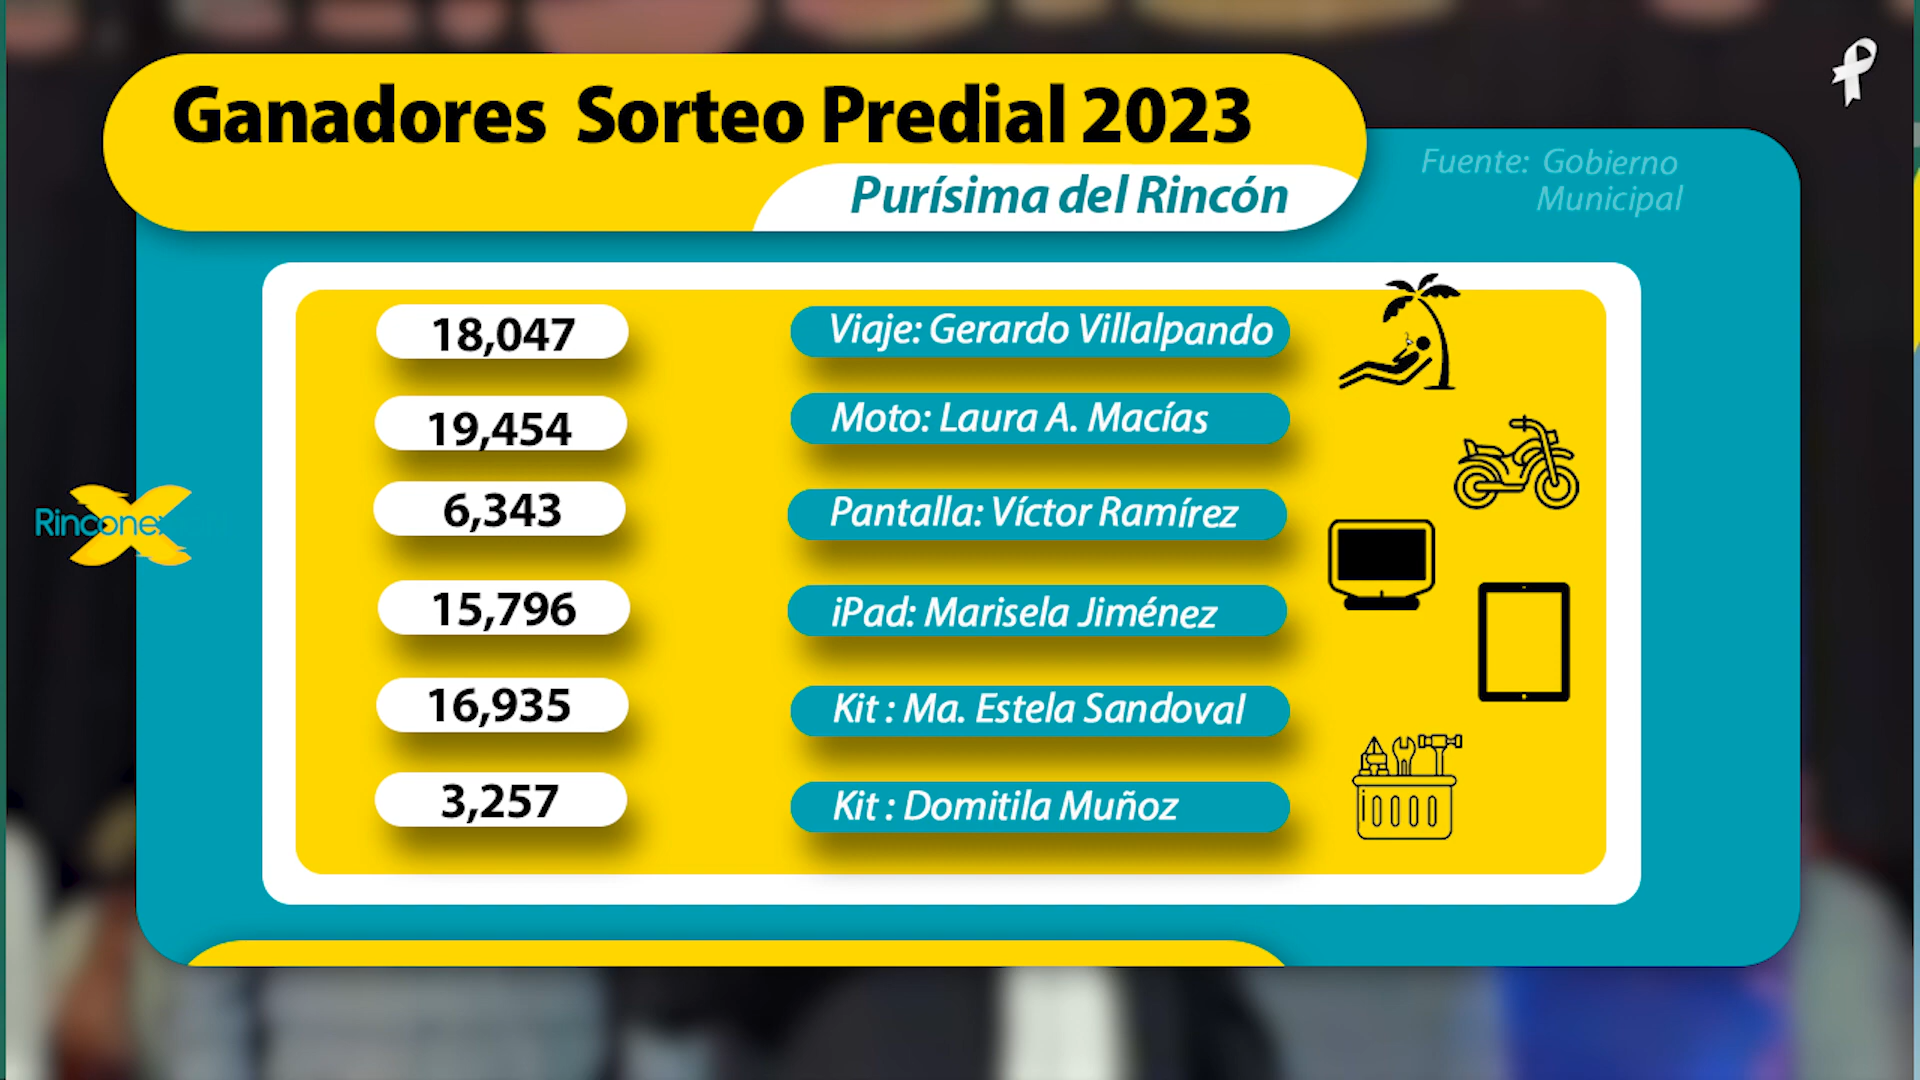 Ganadores Sorteo Predial 2023
Purísima del Rincón
Fuente: Gobierno
Municipal
18,047 Viaje: Gerardo Villalpando
19,454 Moto: Laura A. Macías
6,343 Pantalla: Víctor Ramírez
15,796 iPad: Marisela Jiménez
16,935 Kit : Ma. Estela Sandoval
3,257 Kit : Domitila Muñoz